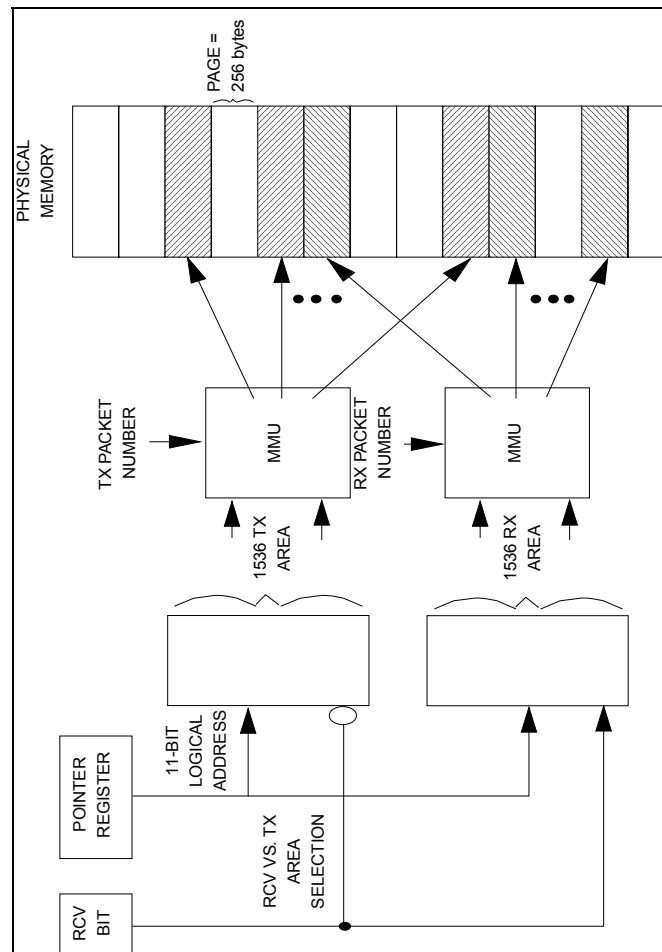 PHYSICAL
MEMORY
PAGE =
256 bytes
TX PACKET
NUMBER
MMU
RX PACKET
NUMBER
MMU
1536 TX
AREA
1536 RX
AREA
11-BIT
LOGICAL
ADDRESS
RCV VS. TX
AREA
SELECTION
POINTER
REGISTER
RCV
BIT